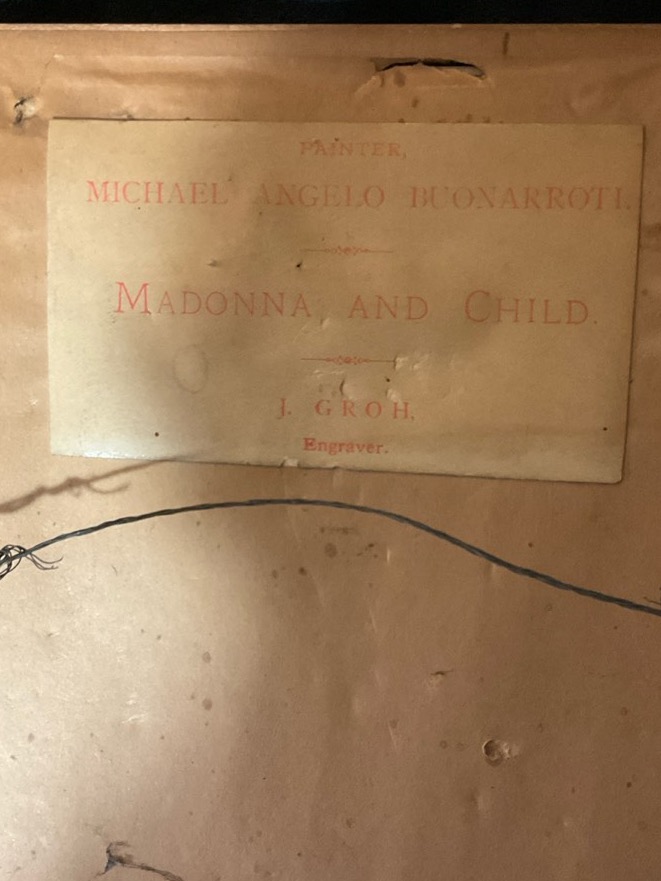 PAINTER,
MICHAEL ANGELO BUONARROTI.
MADONNA AND CHILD.
J. GROH,
Engraver.